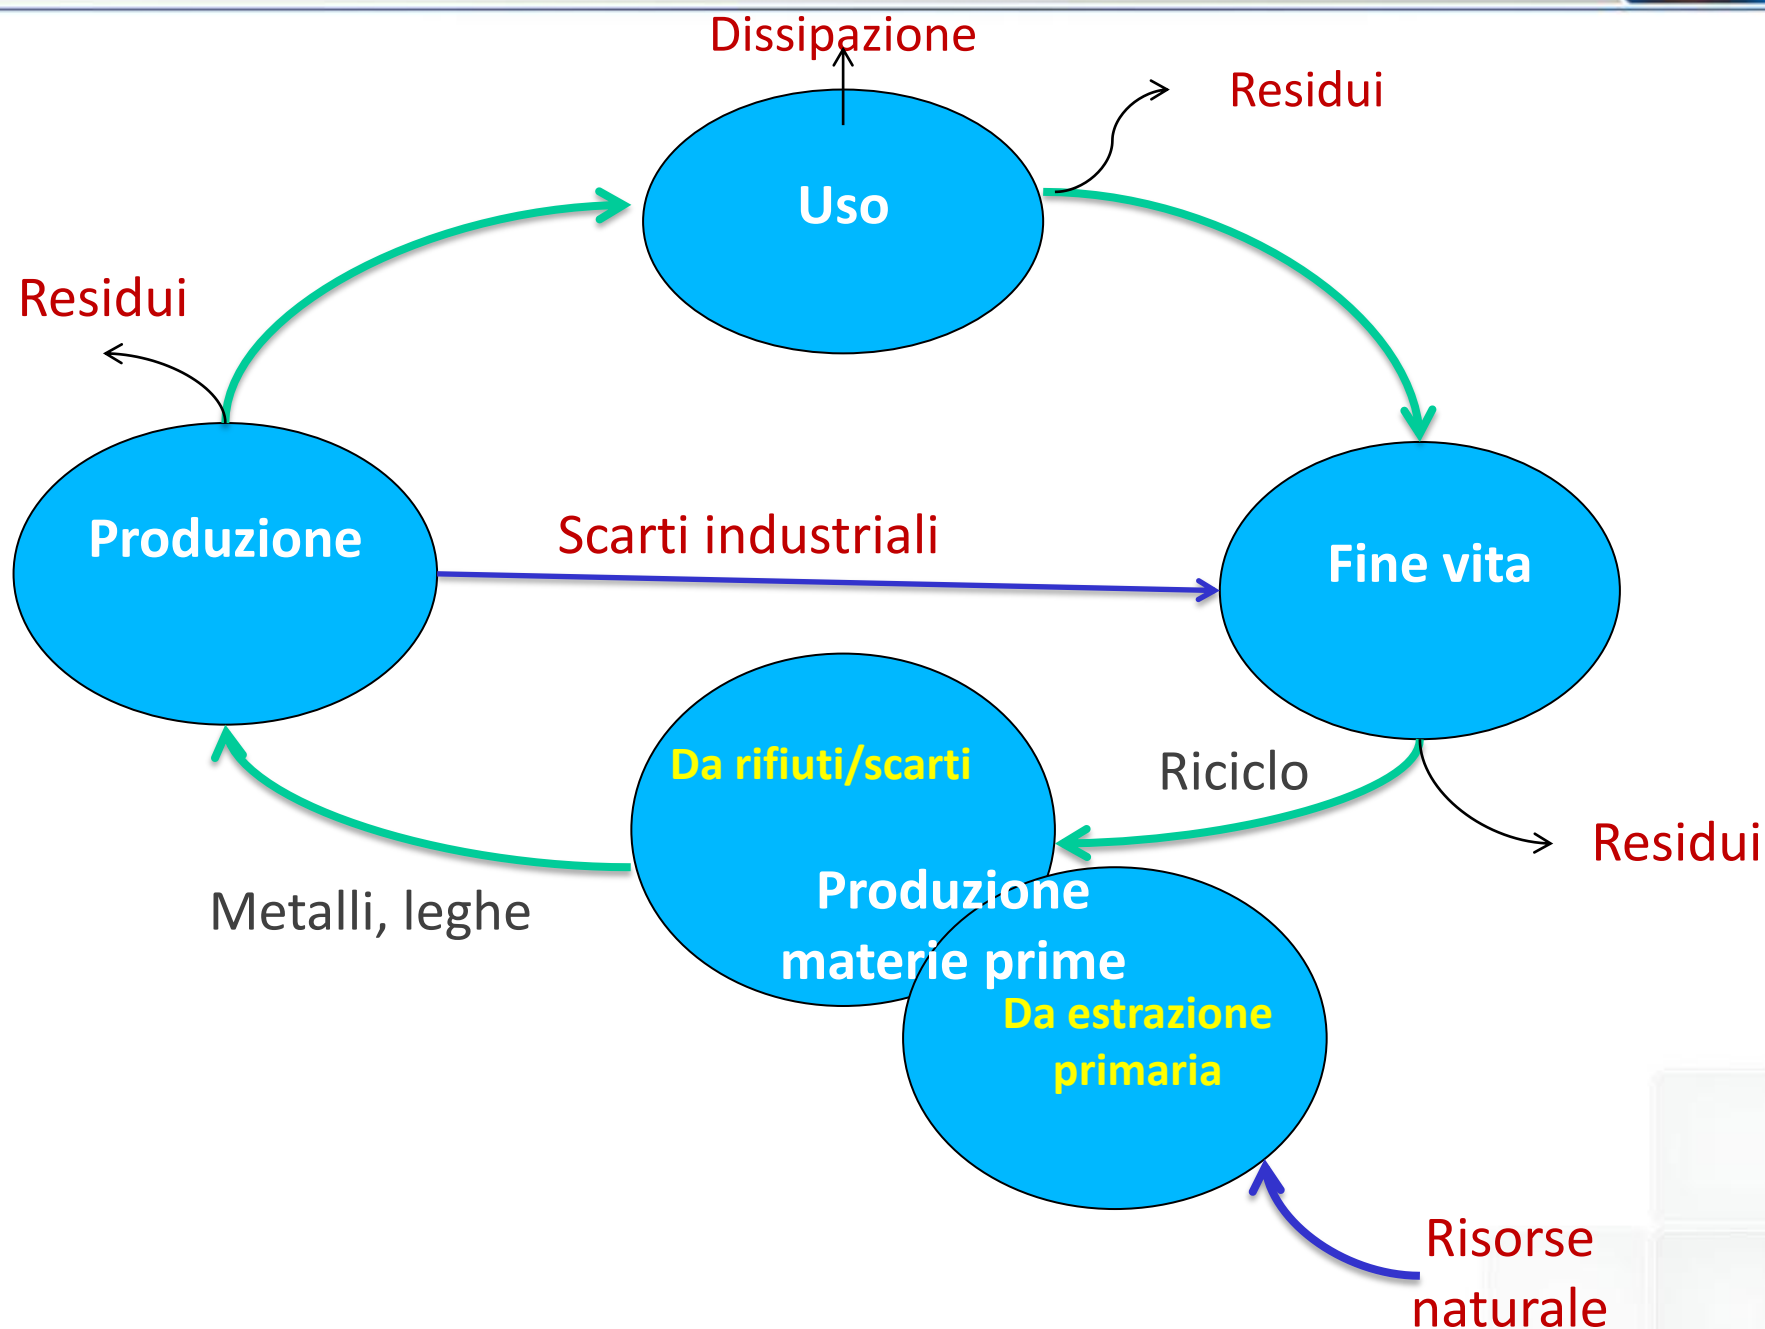 Dissipazione
Residui
Uso
Residui
Produzione
Scarti industriali
Fine vita
Da rifiuti/scarti
Riciclo
Residui
Produzione
materie prime
Metalli, leghe
Da estrazione
primaria
Risorse
naturale